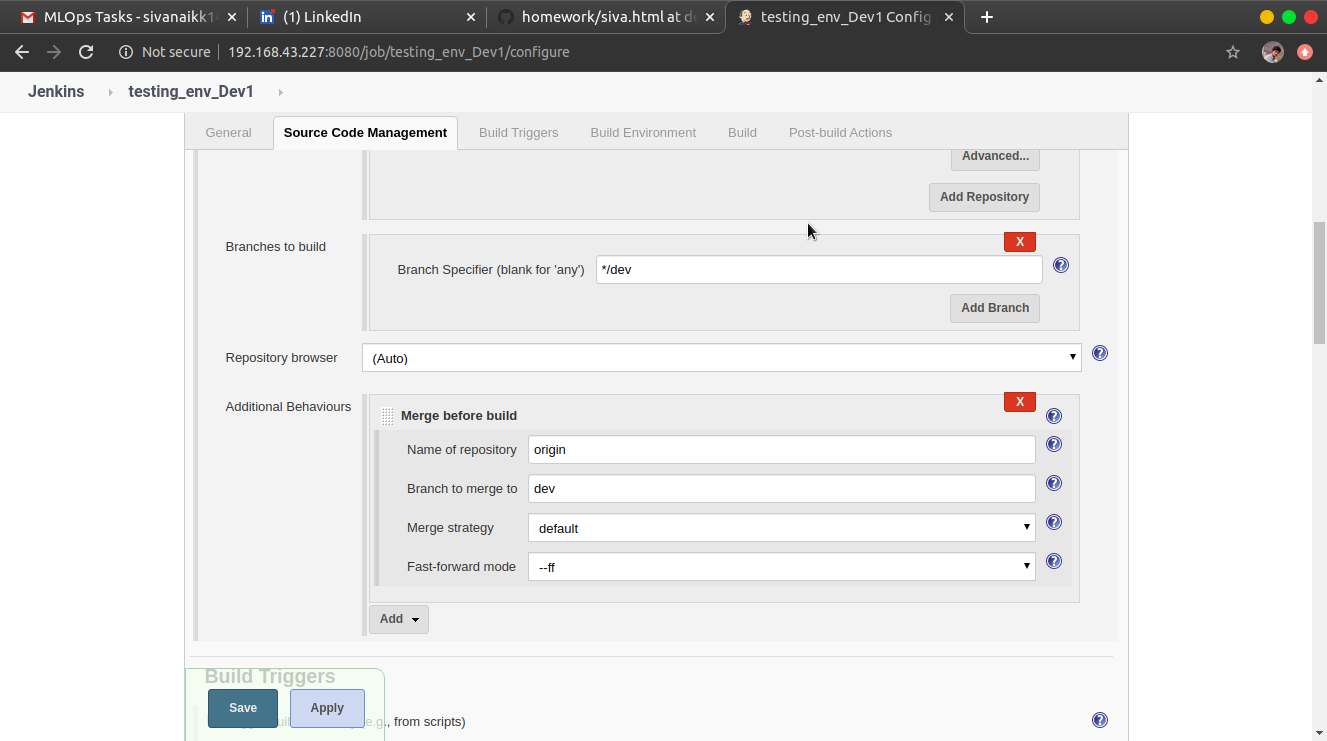 MLOps Tasks - sivanaikk1
(1) LinkedIn
homework/siva.html at d
testing_env_Dev1 Config
Not secure | 192.168.43.227:8080/job/testing_env_Dev1/configure
Jenkins › testing_env_Dev1 ›
General Source Code Management Build Triggers Build Environment Build Post-build Actions
Advanced...
Add Repository
Branches to build
X
Branch Specifier (blank for 'any') */dev
Add Branch
Repository browser (Auto)
Additional Behaviours
X
Merge before build
Name of repository origin
Branch to merge to dev
Merge strategy default
Fast-forward mode --ff
Add
Build Triggers
Save Apply
, from scripts)